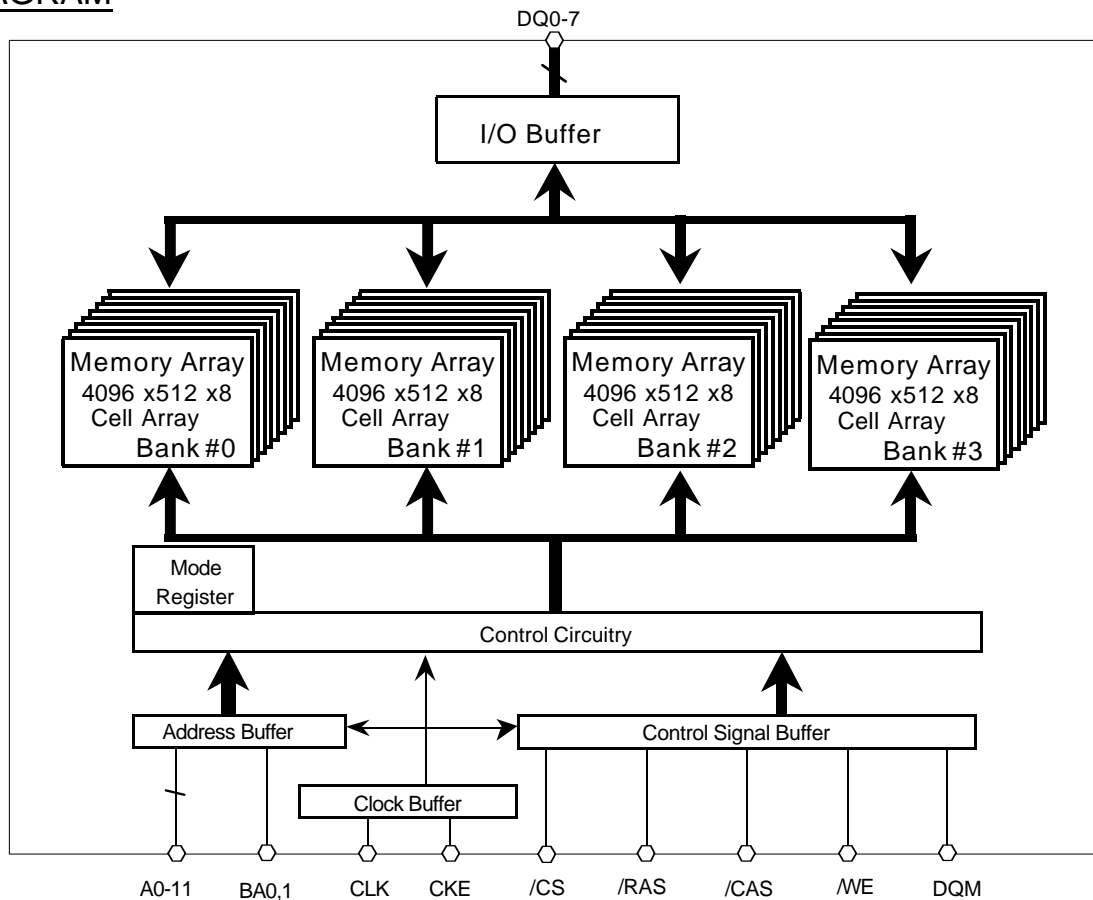 AGRAM
DQ0-7
I/O Buffer
Memory Array
4096 x512 x8
Cell Array
Bank #0
Memory Array
4096 x512 x8
Cell Array
Bank #1
Memory Array
4096 x512 x8
Cell Array
Bank #2
Memory Array
4096 x512 x8
Cell Array
Bank #3
Mode
Register
Control Circuitry
Address Buffer
Control Signal Buffer
Clock Buffer
A0-11
BA0,1
CLK
CKE
/CS
/RAS
/CAS
/WE
DQM